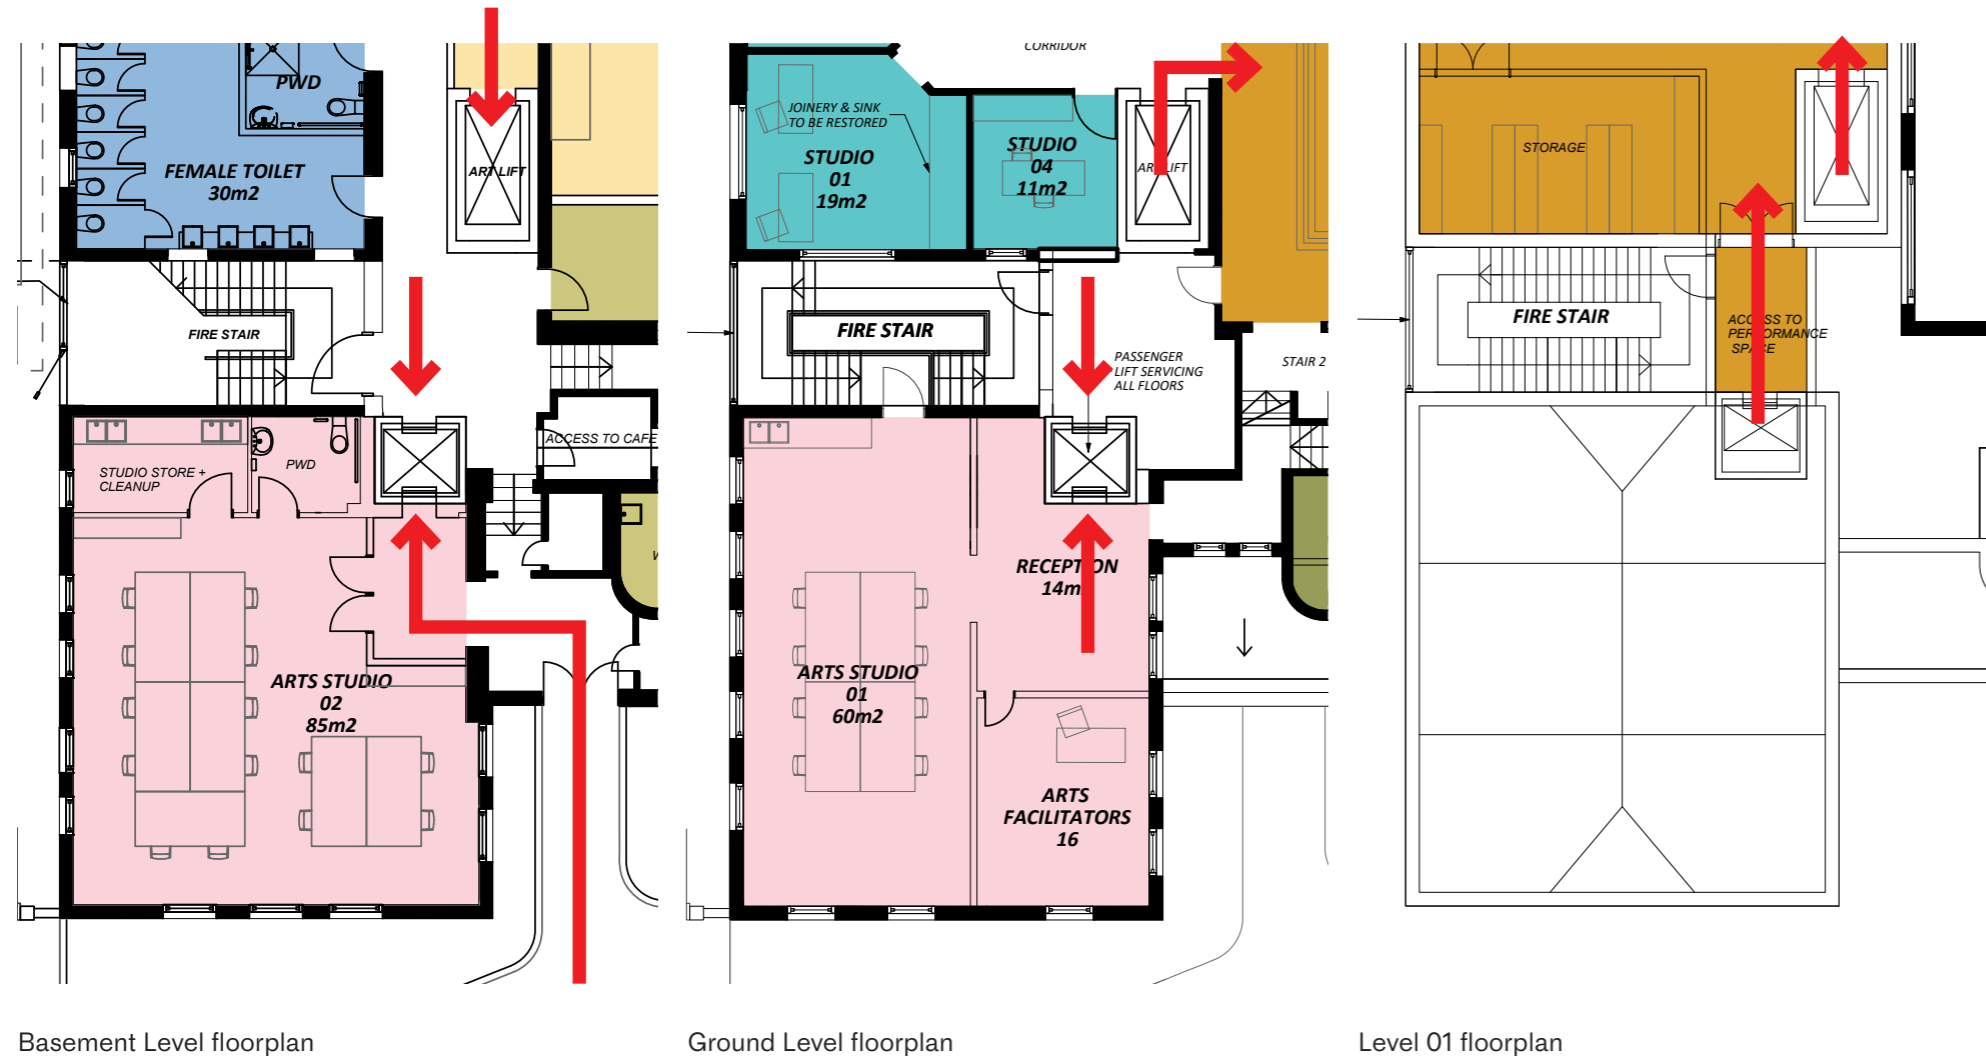 PWD
FEMALE TOILET
30m2
ART LIFT
FIRE STAIR
ACCESS TO CAFE
STUDIO STORE +
CLEANUP
PWD
ARTS STUDIO
02
85m2
Basement Level floorplan
CORRIDOR
JOINERY & SINK
TO BE RESTORED
STUDIO
01
19m2
STUDIO
04
11m2
ART LIFT
FIRE STAIR
PASSENGER
LIFT SERVICING
ALL FLOORS
STAIR 2
RECEPTION
14m
ARTS STUDIO
01
60m2
ARTS
FACILITATORS
16
Ground Level floorplan
STORAGE
FIRE STAIR
ACCESS TO
PERFORMANCE
SPACE
Level 01 floorplan